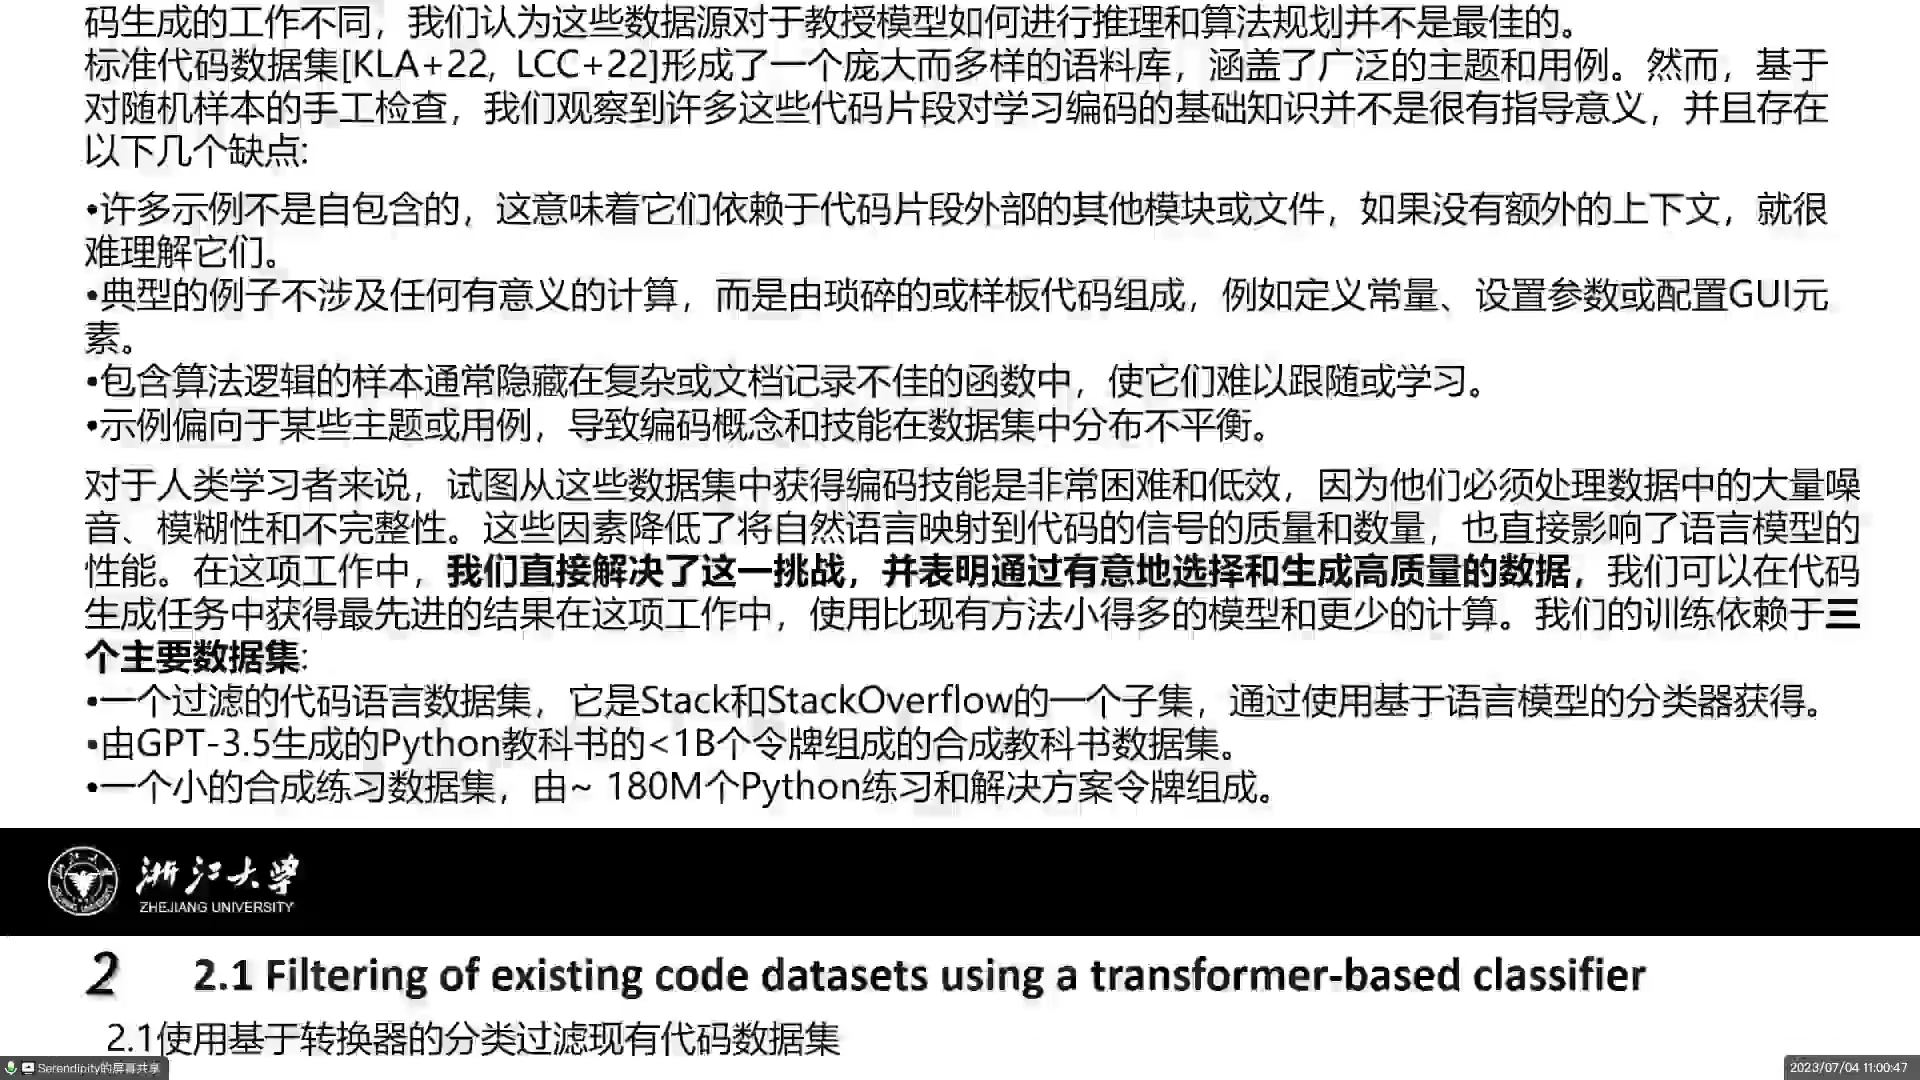 码生成的工作不同，我们认为这些数据源对于教授模型如何进行推理和算法规划并不是最佳的。
标准代码数据集[KLA+22, LCC+22]形成了一个庞大而多样的语料库，涵盖了广泛的主题和用例。然而，基于
对随机样本的手工检查，我们观察到许多这些代码片段对学习编码的基础知识并不是很有指导意义，并且存在
以下几个缺点:
•许多示例不是自包含的，这意味着它们依赖于代码片段外部的其他模块或文件，如果没有额外的上下文，就很
难理解它们。
•典型的例子不涉及任何有意义的计算，而是由琐碎的或样板代码组成，例如定义常量、设置参数或配置GUI元
素。
•包含算法逻辑的样本通常隐藏在复杂或文档记录不佳的函数中，使它们难以跟随或学习。
•示例偏向于某些主题或用例，导致编码概念和技能在数据集中分布不平衡。
对于人类学习者来说，试图从这些数据集中获得编码技能是非常困难和低效，因为他们必须处理数据中的大量噪
音、模糊性和不完整性。这些因素降低了将自然语言映射到代码的信号的质量和数量，也直接影响了语言模型的
性能。在这项工作中，我们直接解决了这一挑战，并表明通过有意地选择和生成高质量的数据，我们可以在代码
生成任务中获得最先进的结果在这项工作中，使用比现有方法小得多的模型和更少的计算。我们的训练依赖于三
个主要数据集:
•一个过滤的代码语言数据集，它是Stack和StackOverflow的一个子集，通过使用基于语言模型的分类器获得。
•由GPT-3.5生成的Python教科书的<1B个令牌组成的合成教科书数据集。
•一个小的合成练习数据集，由~ 180M个Python练习和解决方案令牌组成。
浙江大学
ZHEJIANG UNIVERSITY
2 2.1 Filtering of existing code datasets using a transformer-based classifier
2.1使用基于转换器的分类过滤现有代码数据集
Serendipity的屏幕共享
2023/07/04 11:00:47